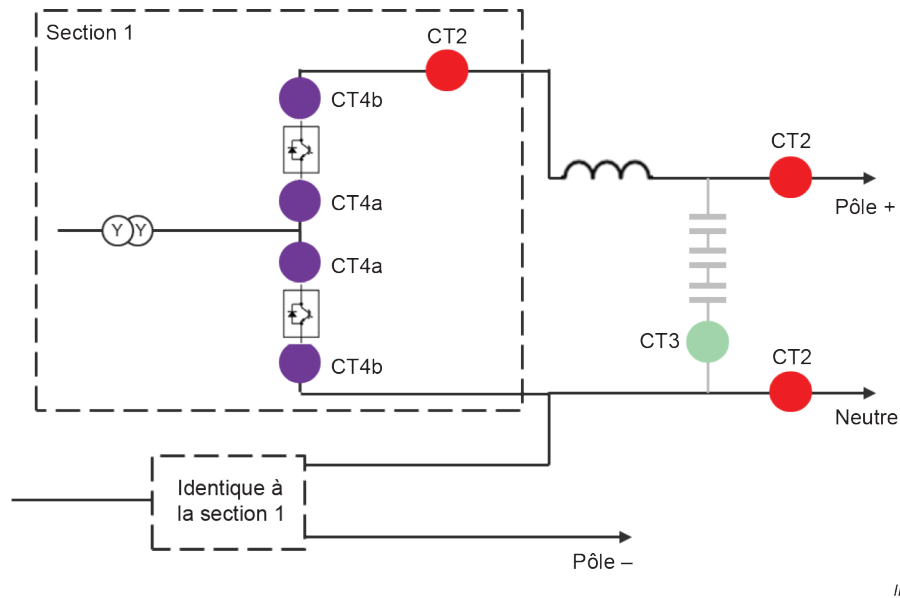 Section 1
CT2
CT4b
CT2
CT4a
Pôle +
Y Y
CT4a
CT3
CT4b
CT2
Neutre
Identique à
la section 1
Pôle –